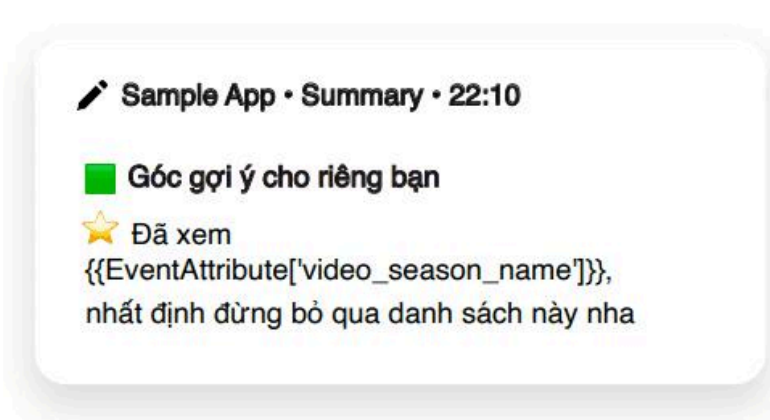 Sample App • Summary • 22:10
Góc gợi ý cho riêng bạn
Đã xem
{{EventAttribute['video_season_name']}},
nhất định đừng bỏ qua danh sách này nha